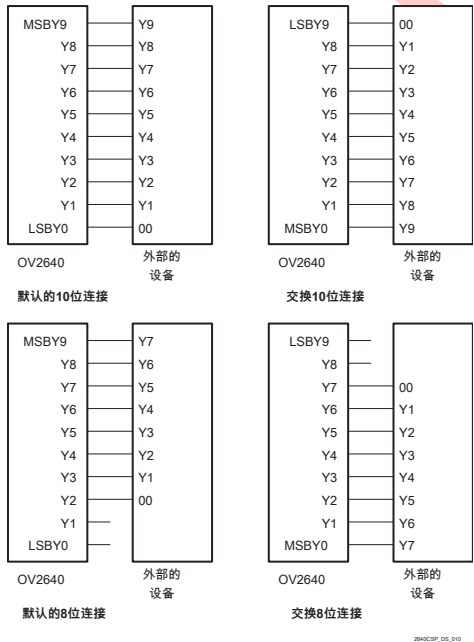 MSBY9 Y9
Y8 Y8
Y7 Y7
Y6 Y6
Y5 Y5
Y4 Y4
Y3 Y3
Y2 Y2
Y1 Y1
LSBY0 00
OV2640 外部的
设备
默认的10位连接
LSBY9 00
Y8 Y1
Y7 Y2
Y6 Y3
Y5 Y4
Y4 Y5
Y3 Y6
Y2 Y7
Y1 Y8
MSBY0 Y9
OV2640 外部的
设备
交换10位连接
MSBY9 Y7
Y8 Y6
Y7 Y5
Y6 Y4
Y5 Y3
Y4 Y2
Y3 Y1
Y2 00
Y1
LSBY0
OV2640 外部的
设备
默认的8位连接
LSBY9
Y8
Y7 00
Y6 Y1
Y5 Y2
Y4 Y3
Y3 Y4
Y2 Y5
Y1 Y6
MSBY0 Y7
OV2640 外部的
设备
交换8位连接
2640CSP_DS_010